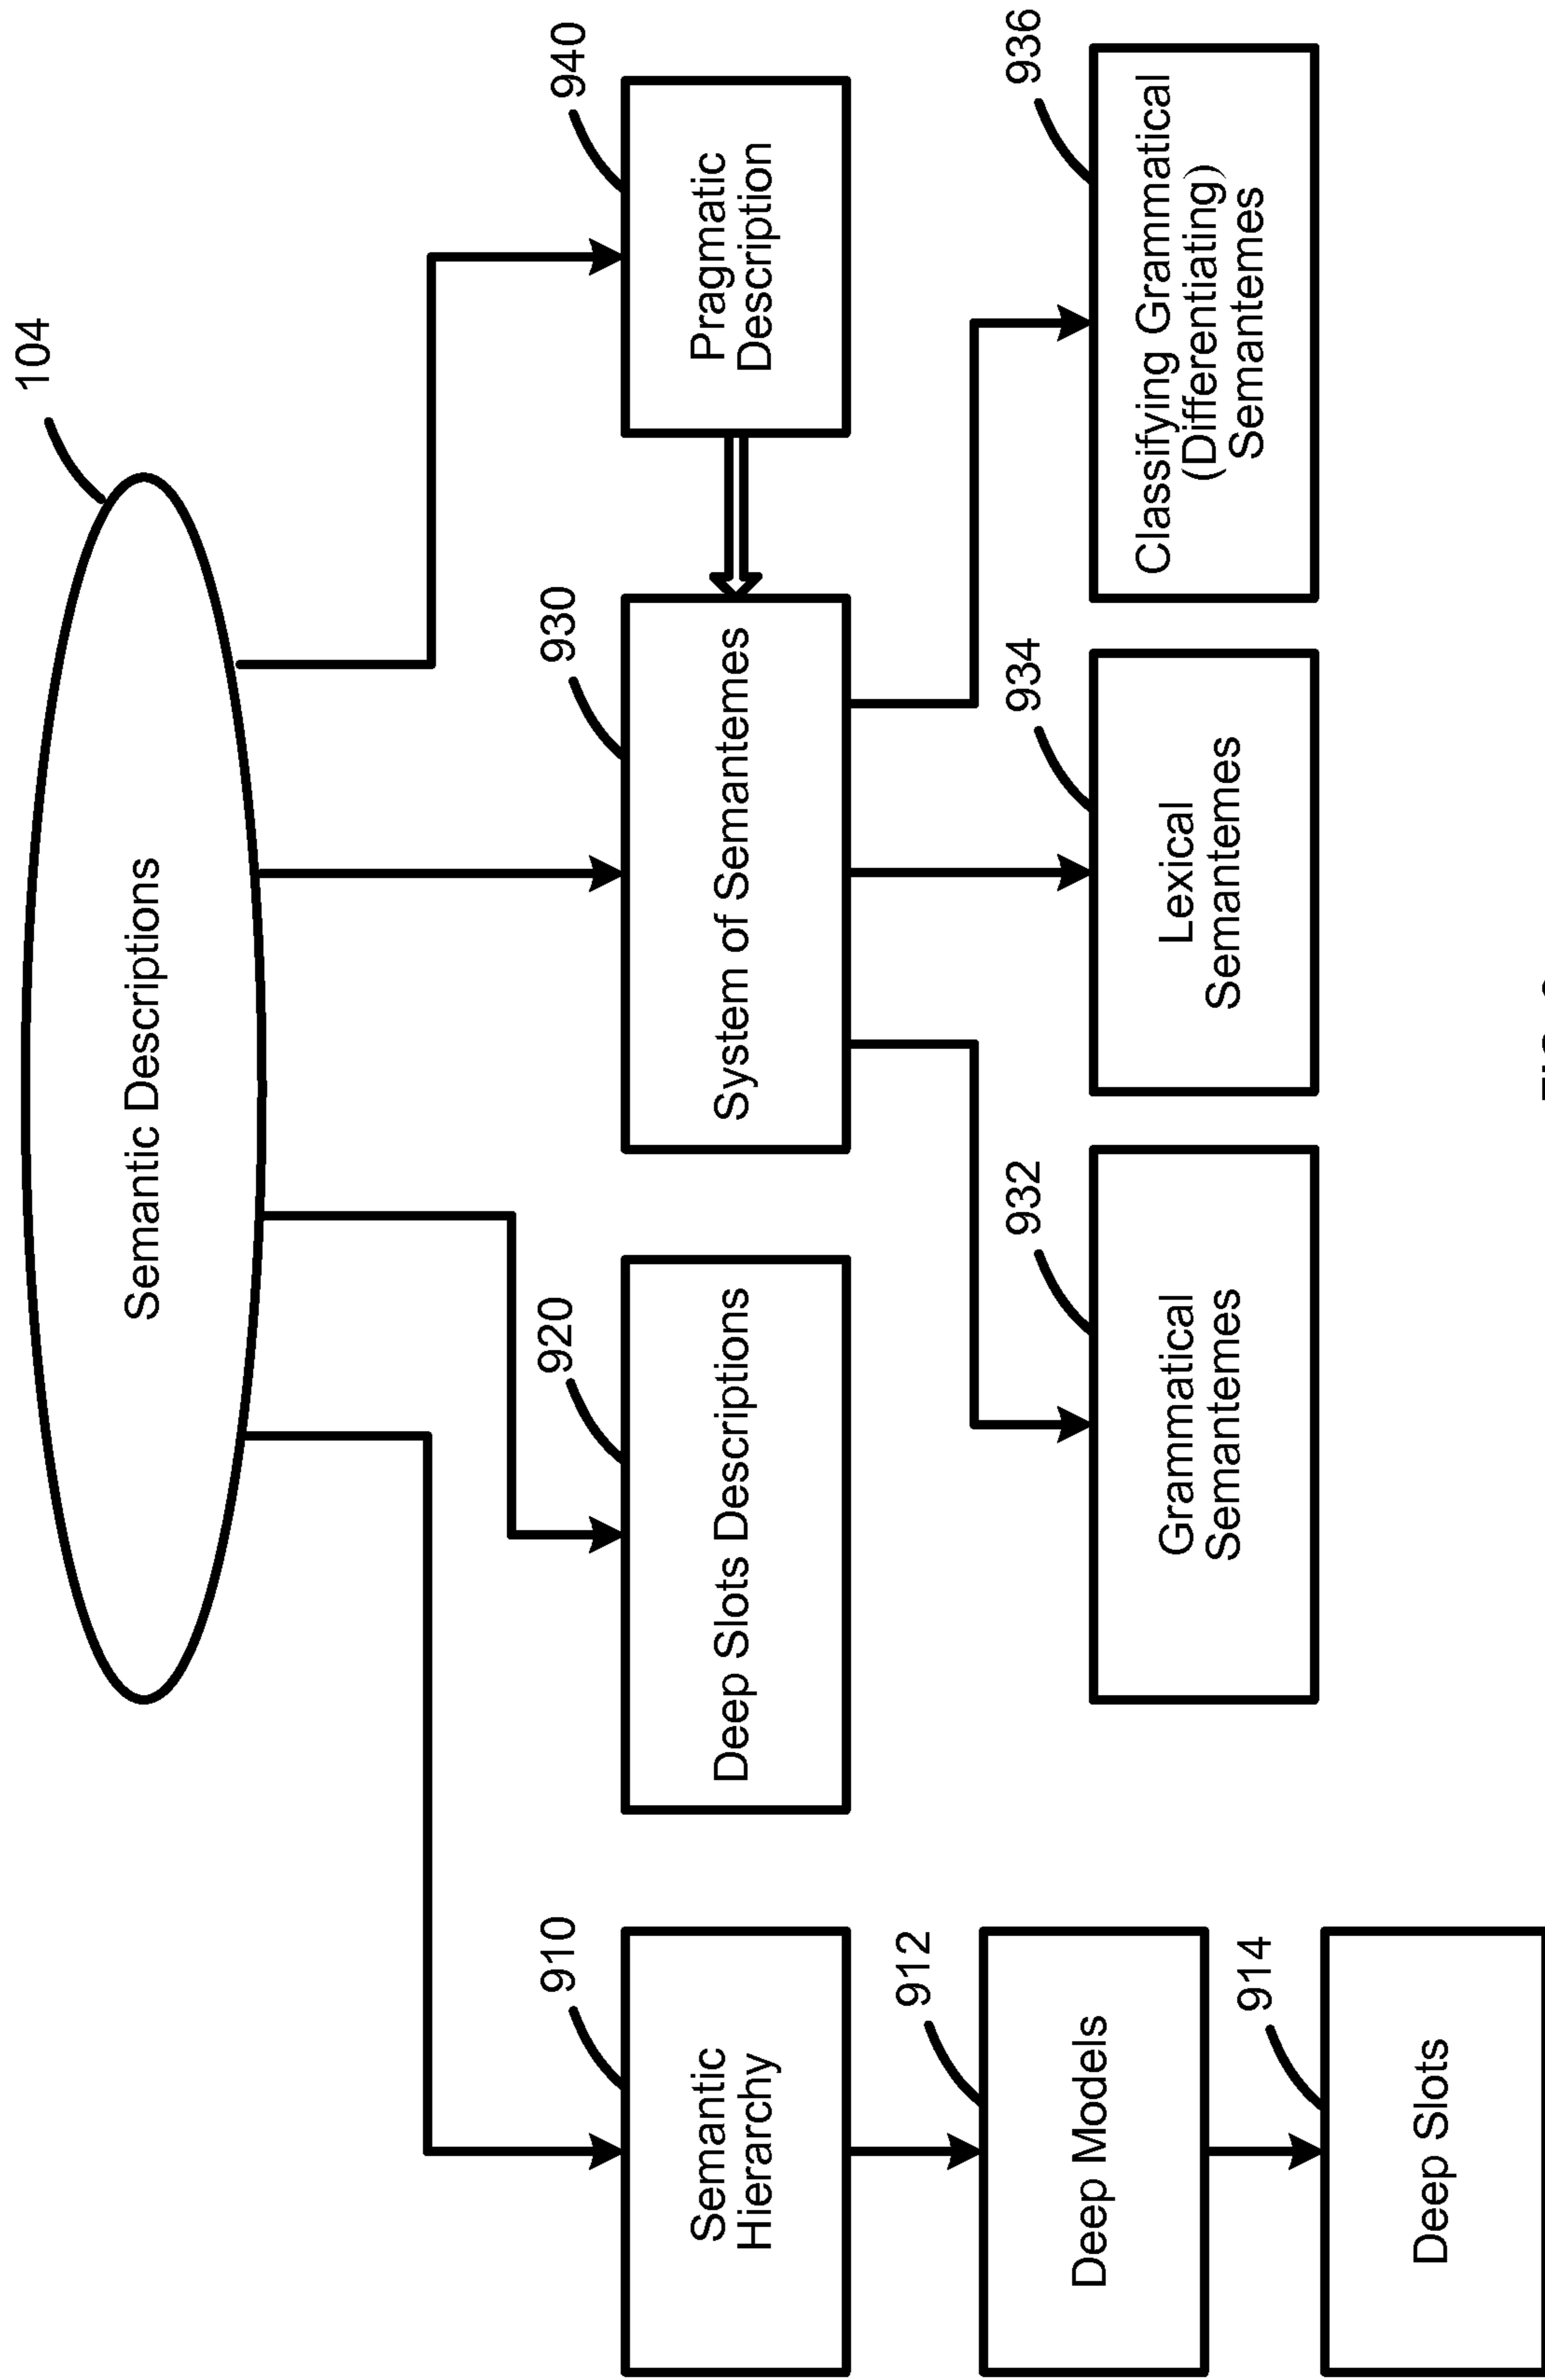 104
Semantic Descriptions
910
920
930
940
Semantic
Hierarchy
Deep Slots Descriptions
System of Semantemes
Pragmatic
Description
912
932
934
936
Deep Models
Grammatical
Semantemes
Lexical
Semantemes
Classifying Grammatical
(Differentiating)
Semantemes
914
Deep Slots